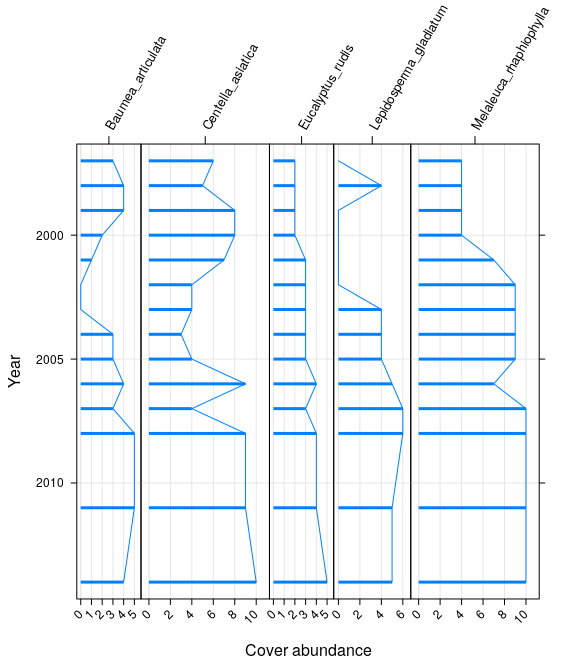 Baumea_articulata
Centella_asiatica
Eucalyptus_rudis
Lepidosperma_gladiatum
Melaleuca_rhaphiophylla
2000
2005
2010
Year
0 1 2 3 4 5 0 2 4 6 8 10 0 1 2 3 4 5 0 2 4 6 0 2 4 6 8 10
Cover abundance